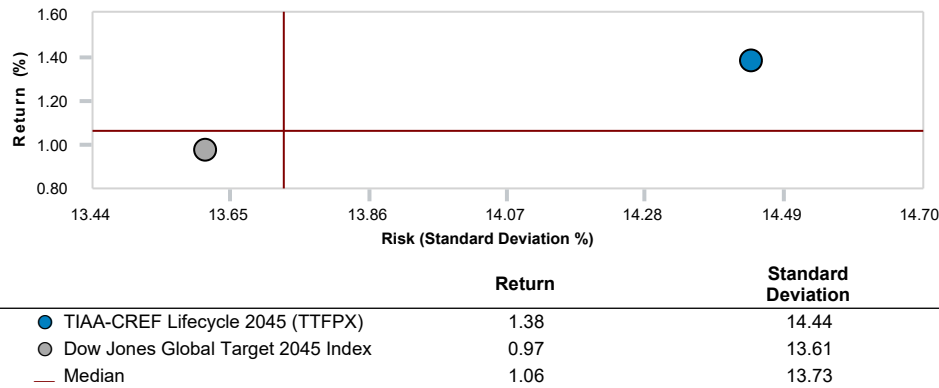 1.60
1.40
1.20
1.00
0.80
Return (%)
13.44 13.65 13.86 14.07 14.28 14.49 14.70
Risk (Standard Deviation %)
Return Standard Deviation
TIAA-CREF Lifecycle 2045 (TTFPX) 1.38 14.44
Dow Jones Global Target 2045 Index 0.97 13.61
Median 1.06 13.73